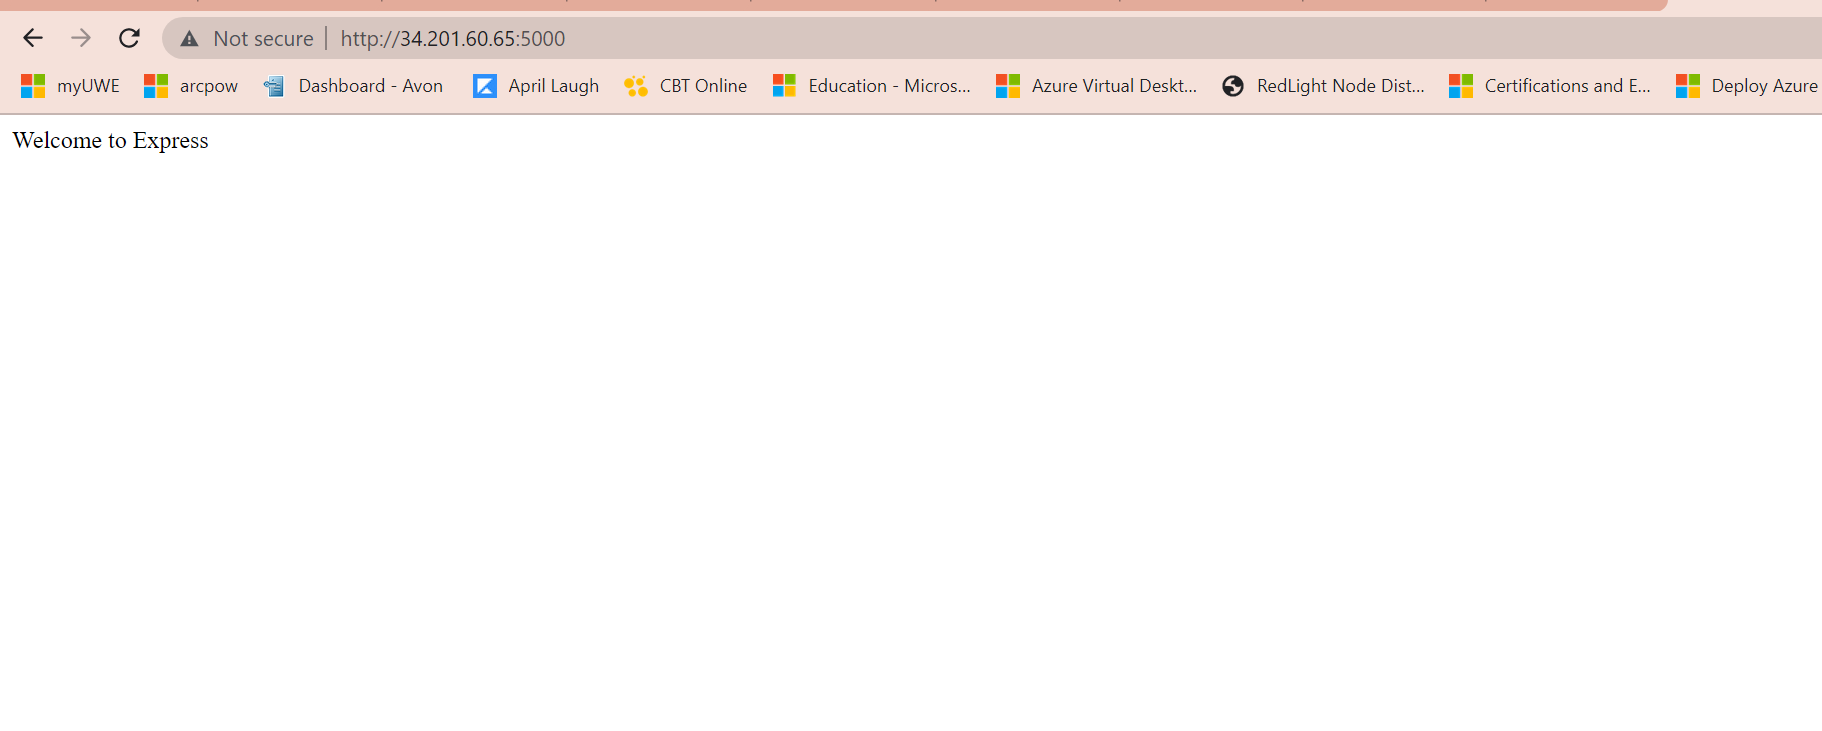 Not secure http://34.201.60.65:5000
myUWE arcpow Dashboard - Avon April Laugh CBT Online Education - Micros... Azure Virtual Deskt... RedLight Node Dist... Certifications and E... Deploy Azure
Welcome to Express